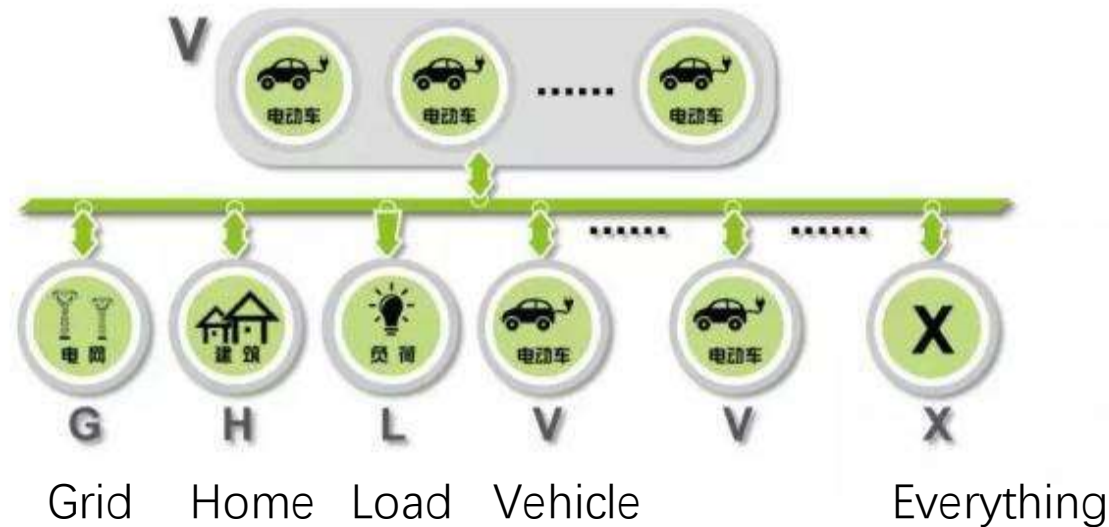 V
电动车 电动车 ...... 电动车
...... ......
电网 建筑 负荷 电动车 电动车 X
G H L V V X
Grid Home Load Vehicle Everything